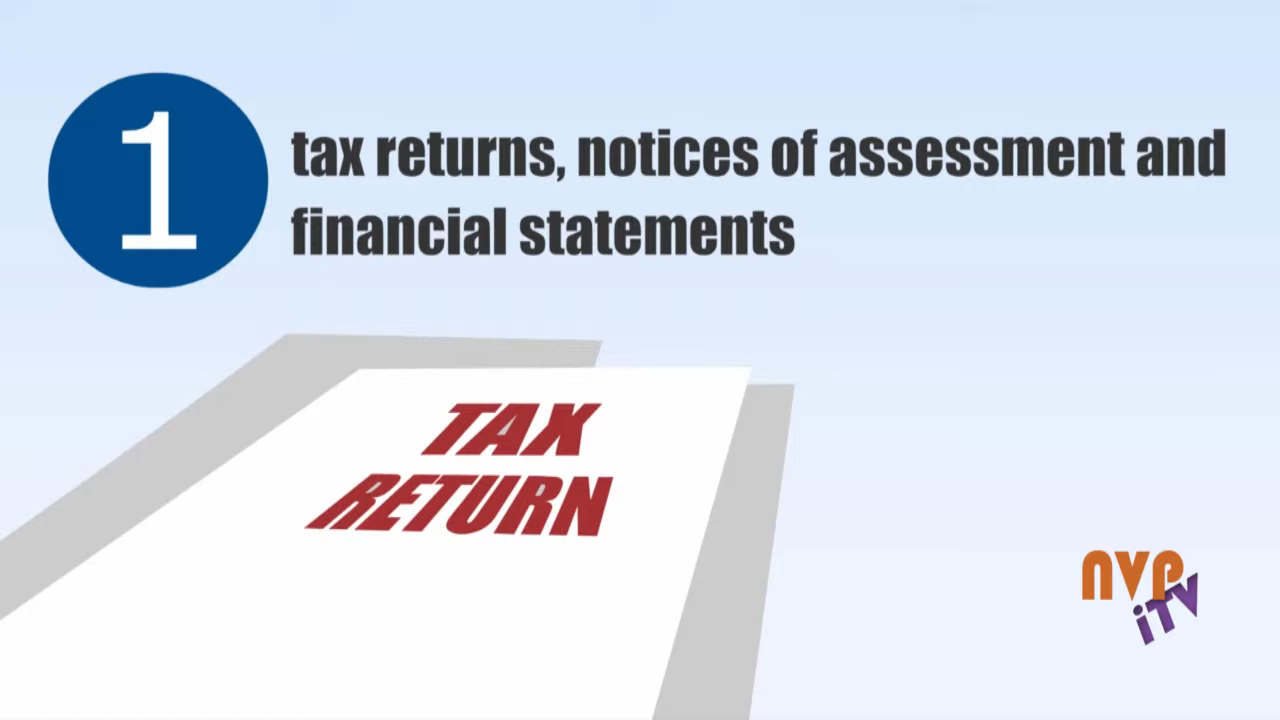 1
tax returns, notices of assessment and
financial statements
TAX
RETURN
NVP
iTV